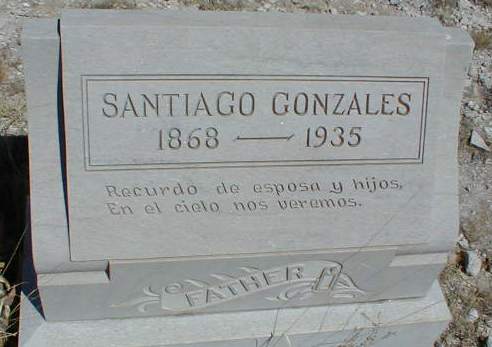 SANTIAGO GONZALES
1868 — 1935
Recurdo de esposa y hijos,
En el cielo nos veremos.
FATHER